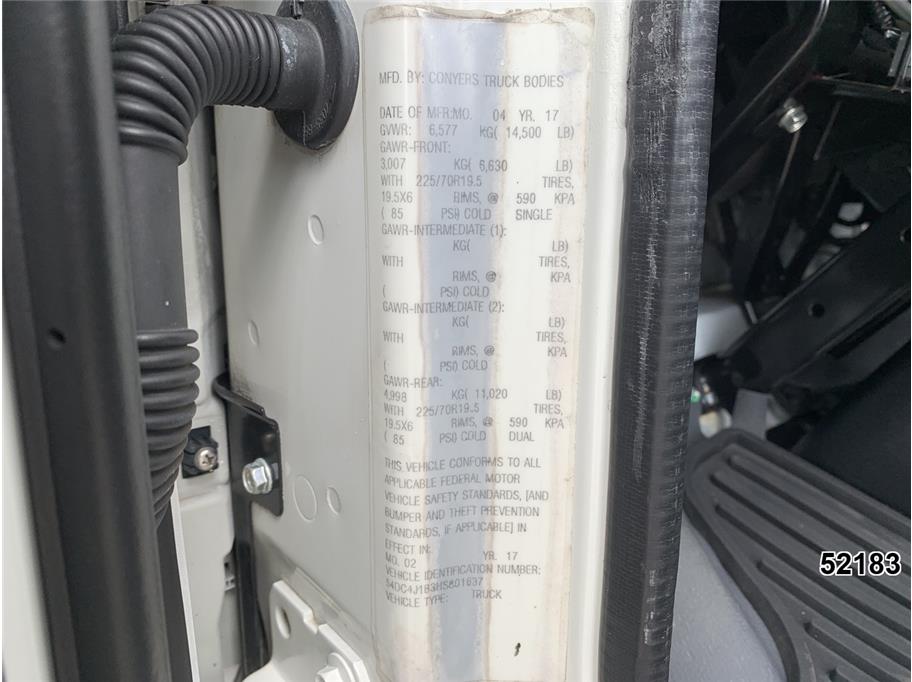 MFD. BY: CONYERS TRUCK BODIES
DATE OF MFR:MO. 04 YR. 17
GVWR: 6,577 KG( 14,500 LB)
GAWR-FRONT:
3,007 KG( 6,630 LB)
WITH 225/70R19.5 TIRES,
19.5X6 RIMS, @ 590 KPA
( 85 PSI) COLD SINGLE
GAWR-INTERMEDIATE (1):
KG( LB)
WITH TIRES,
RIMS, @ KPA
( PSI) COLD
GAWR-INTERMEDIATE (2):
KG( LB)
WITH TIRES,
RIMS, @ KPA
( PSI) COLD
GAWR-REAR:
4,998 KG( 11,020 LB)
WITH 225/70R19.5 TIRES,
19.5X6 RIMS, @ 590 KPA
( 85 PSI) COLD DUAL
THIS VEHICLE CONFORMS TO ALL
APPLICABLE FEDERAL MOTOR
VEHICLE SAFETY STANDARDS, [AND
BUMPER AND THEFT PREVENTION
STANDARDS, IF APPLICABLE] IN
EFFECT IN:
MO. 02 YR. 17
VEHICLE IDENTIFICATION NUMBER:
54DC4J1B3HS801637
VEHICLE TYPE: TRUCK
52183